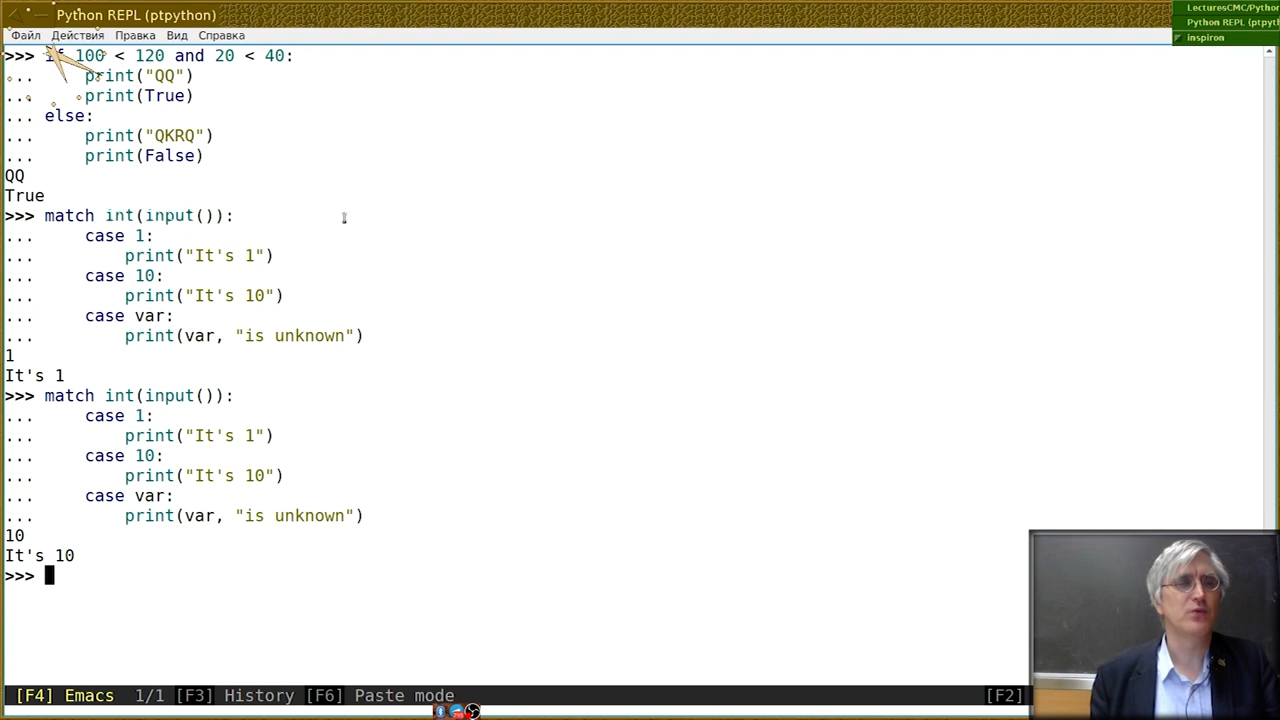 Python REPL (ptpython)
LecturesCMC/Python
Python REPL (ptpyt
inspiron
Файл Действия Правка Вид Справка
>>> if 100 < 120 and 20 < 40:
...     print("QQ")
...     print(True)
... else:
...     print("QKRQ")
...     print(False)
QQ
True
>>> match int(input()):
...     case 1:
...         print("It's 1")
...     case 10:
...         print("It's 10")
...     case var:
...         print(var, "is unknown")
1
It's 1
>>> match int(input()):
...     case 1:
...         print("It's 1")
...     case 10:
...         print("It's 10")
...     case var:
...         print(var, "is unknown")
10
It's 10
>>>
[F4] Emacs 1/1 [F3] History [F6] Paste mode [F2]